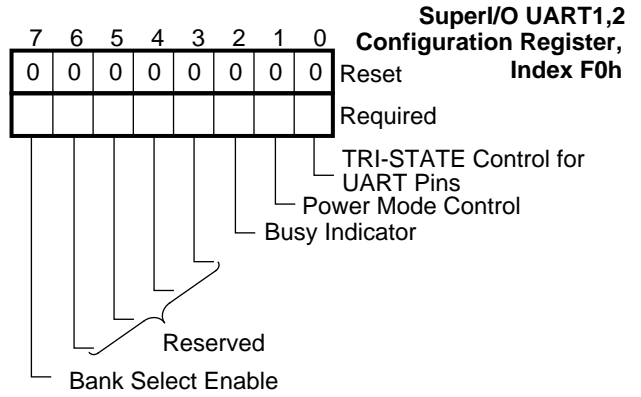 SuperI/O UART1,2
Configuration Register,
Index F0h
7 6 5 4 3 2 1 0
0 0 0 0 0 0 0 0 Reset
Required
TRI-STATE Control for
UART Pins
Power Mode Control
Busy Indicator
Reserved
Bank Select Enable